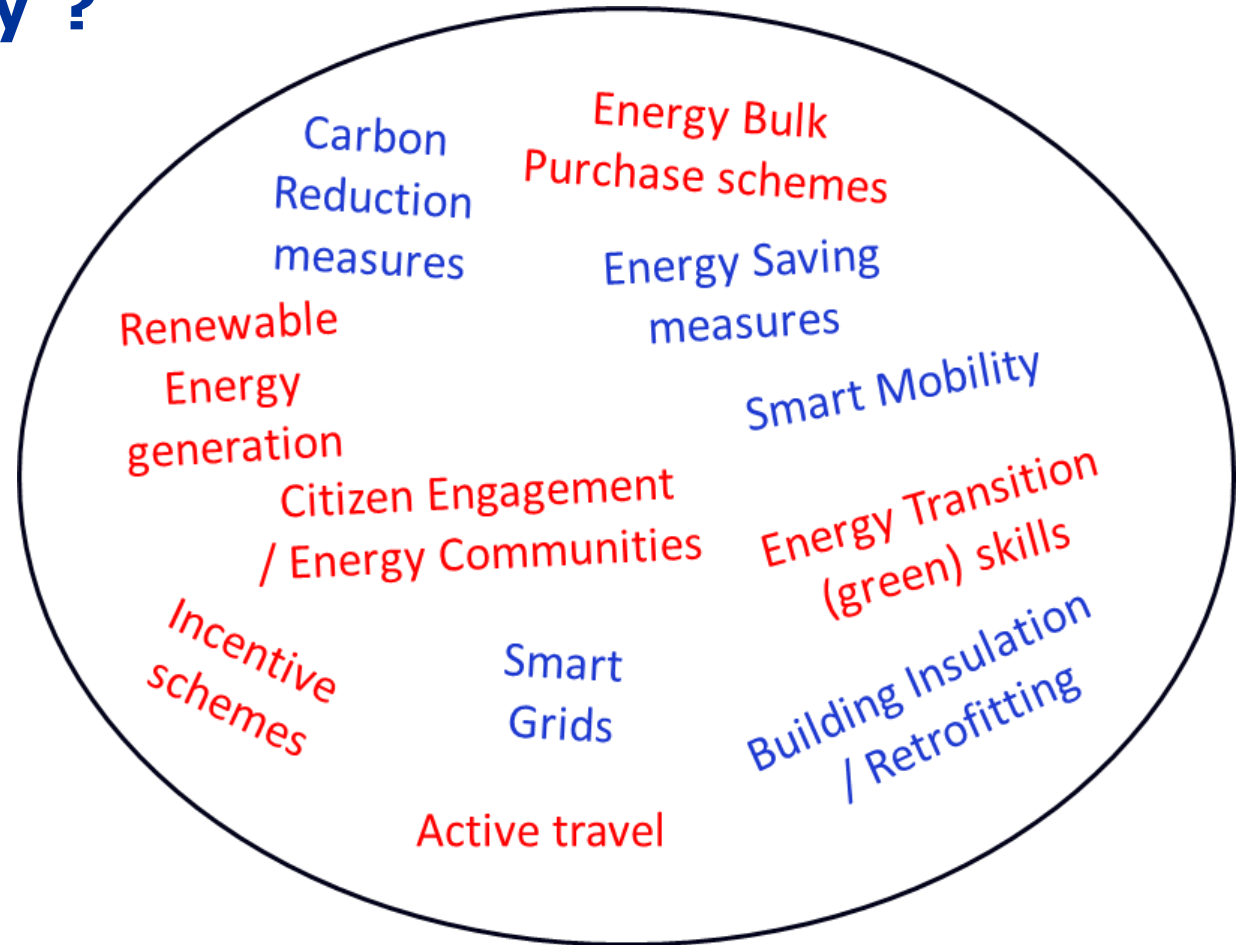 y ?
Carbon
Reduction
measures
Energy Bulk
Purchase schemes
Energy Saving
measures
Renewable
Energy
generation
Smart Mobility
Citizen Engagement
/ Energy Communities
Energy Transition
(green) skills
Incentive
schemes
Smart
Grids
Building Insulation
/ Retrofitting
Active travel